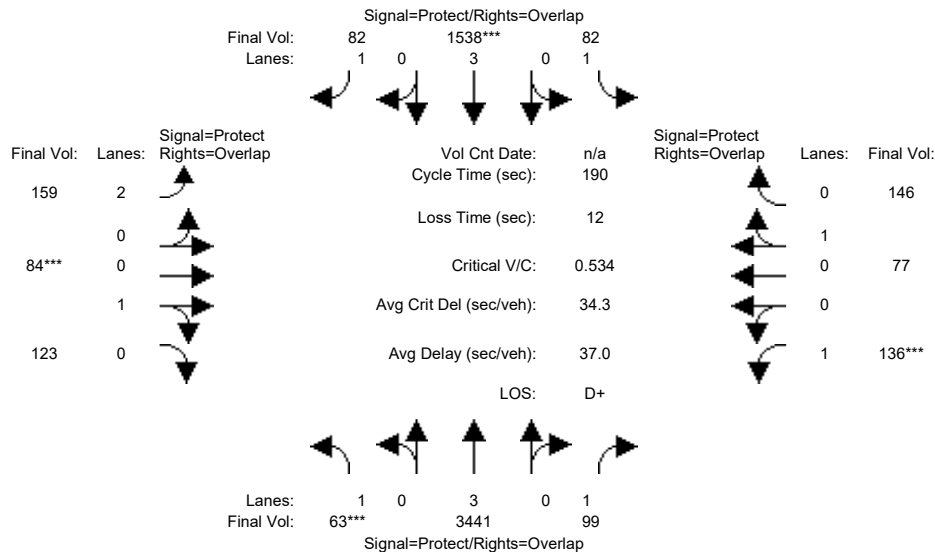 Signal=Protect/Rights=Overlap
Final Vol: 82 1538*** 82
Lanes: 1 0 3 0 1
Signal=Protect Signal=Protect
Final Vol: Lanes: Rights=Overlap Vol Cnt Date: n/a Rights=Overlap Lanes: Final Vol:
Cycle Time (sec): 190
159 2 0 146
Loss Time (sec): 12
0 1
84*** 0 Critical V/C: 0.534 0 77
1 Avg Crit Del (sec/veh): 34.3 0
123 0 Avg Delay (sec/veh): 37.0 1 136***
LOS: D+
Lanes: 1 0 3 0 1
Final Vol: 63*** 3441 99
Signal=Protect/Rights=Overlap